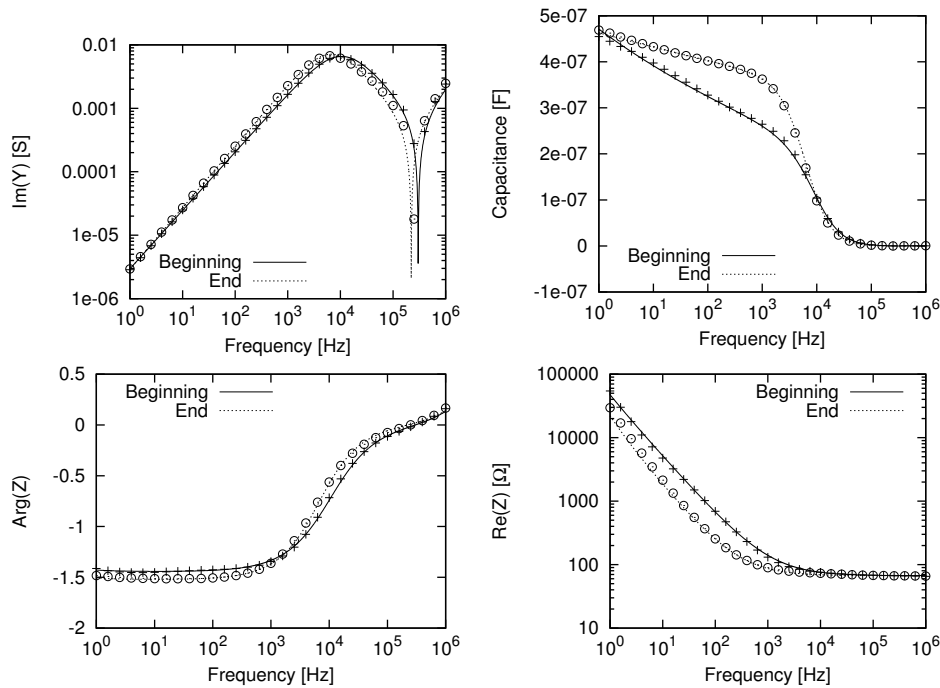 0.01
0.001
0.0001
1e-05
1e-06
Im(Y) [S]
Beginning
End
10^0 10^1 10^2 10^3 10^4 10^5 10^6
Frequency [Hz]
5e-07
4e-07
3e-07
2e-07
1e-07
0
-1e-07
Capacitance [F]
Beginning
End
10^0 10^1 10^2 10^3 10^4 10^5 10^6
Frequency [Hz]
0.5
0
-0.5
-1
-1.5
-2
Arg(Z)
Beginning
End
10^0 10^1 10^2 10^3 10^4 10^5 10^6
Frequency [Hz]
100000
10000
1000
100
10
Re(Z) [Ω]
Beginning
End
10^0 10^1 10^2 10^3 10^4 10^5 10^6
Frequency [Hz]